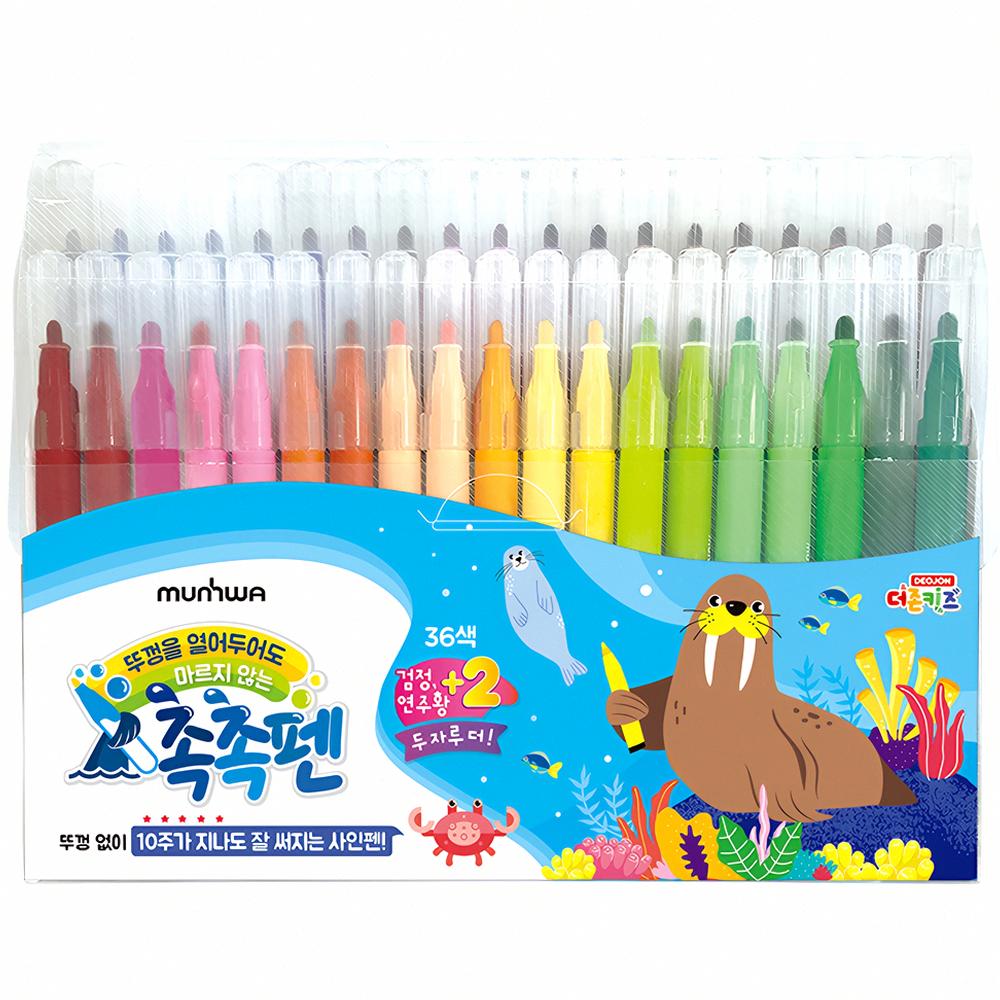 munhwa
뚜껑을 열어두어도
마르지 않는
촉촉펜
뚜껑 없이 10주가 지나도 잘 써지는 사인펜!
36색
검정,
연주황
+2
두 자루 더!
DEOJON
더존키즈